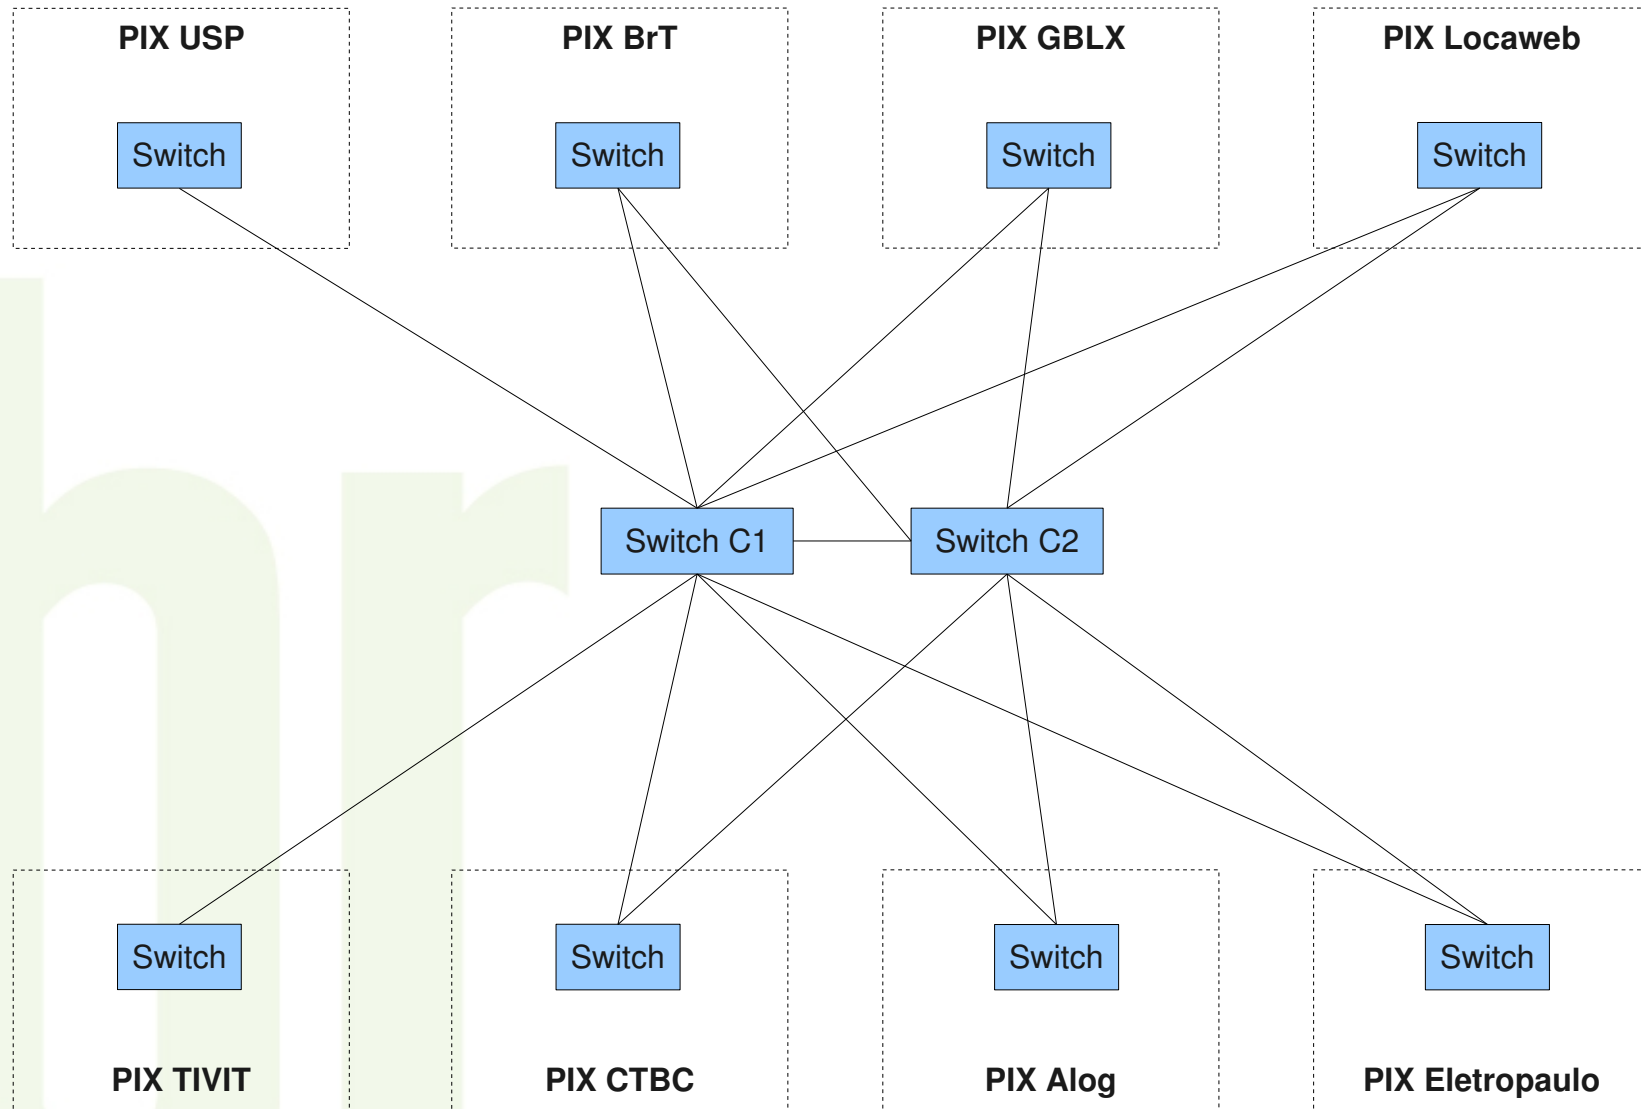 PIX USP
PIX BrT
PIX GBLX
PIX Locaweb
Switch
Switch
Switch
Switch
Switch C1
Switch C2
Switch
Switch
Switch
Switch
PIX TIVIT
PIX CTBC
PIX Alog
PIX Eletropaulo